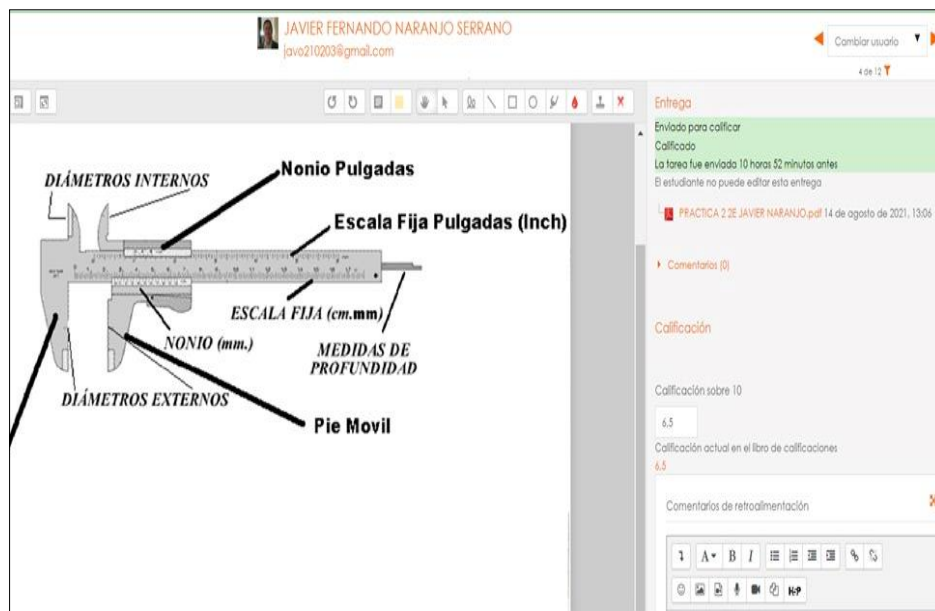 JAVIER FERNANDO NARANJO SERRANO
javo210203@gmail.com
Cambiar usuario
4 de 12
Nonio Pulgadas
DIÁMETROS INTERNOS
Escala Fija Pulgadas (Inch)
ESCALA FIJA (cm.mm)
NONIO (mm.)
MEDIDAS DE
PROFUNDIDAD
DIÁMETROS EXTERNOS
Pie Movil
Entrega
Enviado para calificar
Calificado
La tarea fue enviada 10 horas 52 minutos antes
El estudiante no puede editar esta entrega
PRACTICA 2 2E JAVIER NARANJO.pdf 14 de agosto de 2021, 13:06
Comentarios (0)
Calificación
Calificación sobre 10
6,5
Calificación actual en el libro de calificaciones
6,5
Comentarios de retroalimentación
A B I
H-P